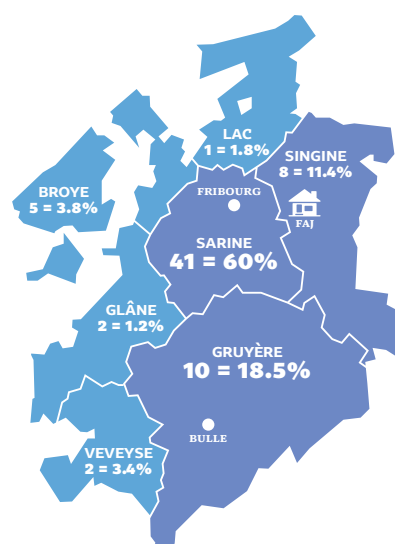 LAC
1 = 1.8%
SINGINE
8 = 11.4%
BROYE
5 = 3.8%
FRIBOURG
FAJ
SARINE
41 = 60%
GLÂNE
2 = 1.2%
GRUYÈRE
10 = 18.5%
BULLE
VEVEYSE
2 = 3.4%